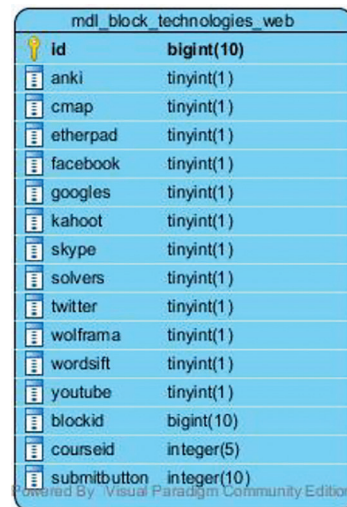 mdl_block_technologies_web
id bigint(10)
anki tinyint(1)
cmap tinyint(1)
etherpad tinyint(1)
facebook tinyint(1)
googles tinyint(1)
kahoot tinyint(1)
skype tinyint(1)
solvers tinyint(1)
twitter tinyint(1)
wolframa tinyint(1)
wordsift tinyint(1)
youtube tinyint(1)
blockid bigint(10)
courseid integer(5)
submitbutton integer(10)
Powered By Visual Paradigm Community Edition